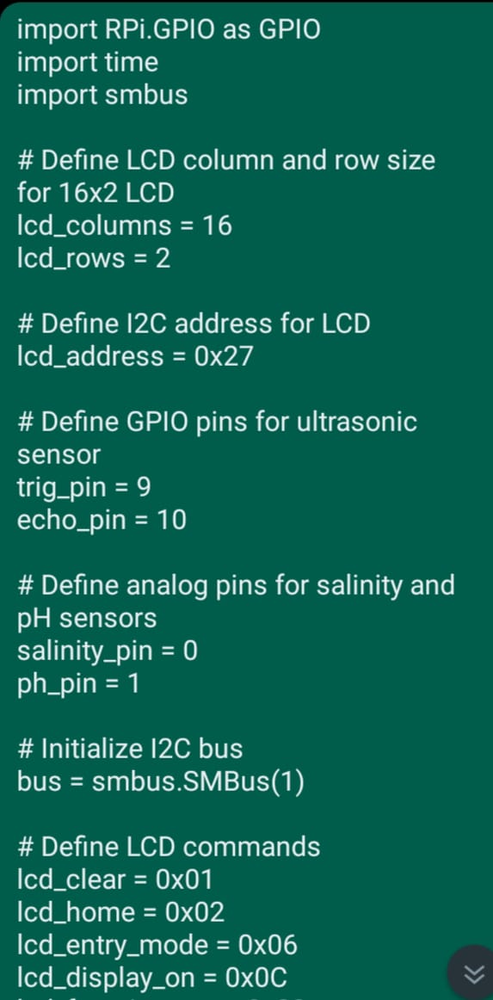 import RPi.GPIO as GPIO
import time
import smbus
# Define LCD column and row size
for 16x2 LCD
lcd_columns = 16
lcd_rows = 2
# Define I2C address for LCD
lcd_address = 0x27
# Define GPIO pins for ultrasonic
sensor
trig_pin = 9
echo_pin = 10
# Define analog pins for salinity and
pH sensors
salinity_pin = 0
ph_pin = 1
# Initialize I2C bus
bus = smbus.SMBus(1)
# Define LCD commands
lcd_clear = 0x01
lcd_home = 0x02
lcd_entry_mode = 0x06
lcd_display_on = 0x0C